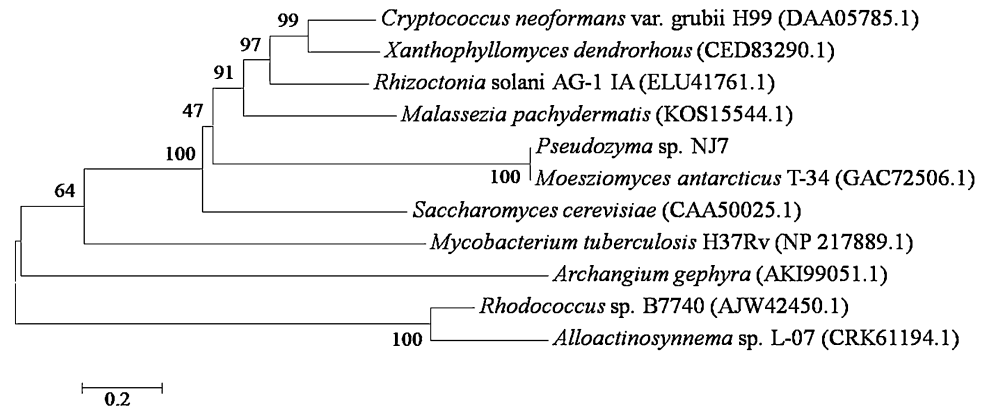 99 Cryptococcus neoformans var. grubii H99 (DAA05785.1)
97 Xanthophyllomyces dendrorhous (CED83290.1)
91 Rhizoctonia solani AG-1 IA (ELU41761.1)
47 Malassezia pachydermatis (KOS15544.1)
100 Pseudozyma sp. NJ7
100 Moesziomyces antarcticus T-34 (GAC72506.1)
64 Saccharomyces cerevisiae (CAA50025.1)
Mycobacterium tuberculosis H37Rv (NP 217889.1)
Archangium gephyra (AKI99051.1)
Rhodococcus sp. B7740 (AJW42450.1)
100 Alloactinosynnema sp. L-07 (CRK61194.1)
0.2